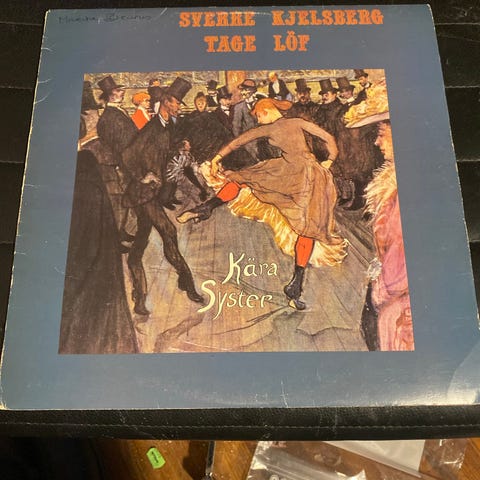 SVERRE KJELSBERG
TAGE LÖF
Kära
Syster